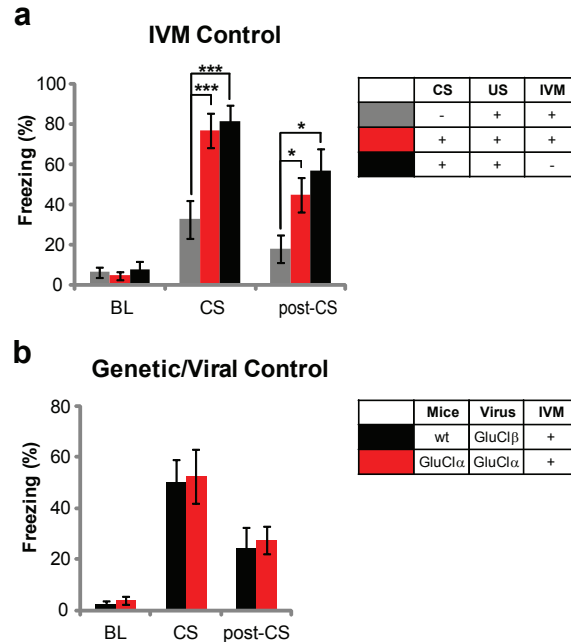 a
IVM Control
***
***
*
*
100
80
60
40
20
0
Freezing (%)
BL CS post-CS
CS US IVM
- + +
+ + +
+ + -
b
Genetic/Viral Control
80
60
40
20
0
Freezing (%)
BL CS post-CS
Mice Virus IVM
wt GluClβ +
GluClα GluClα +